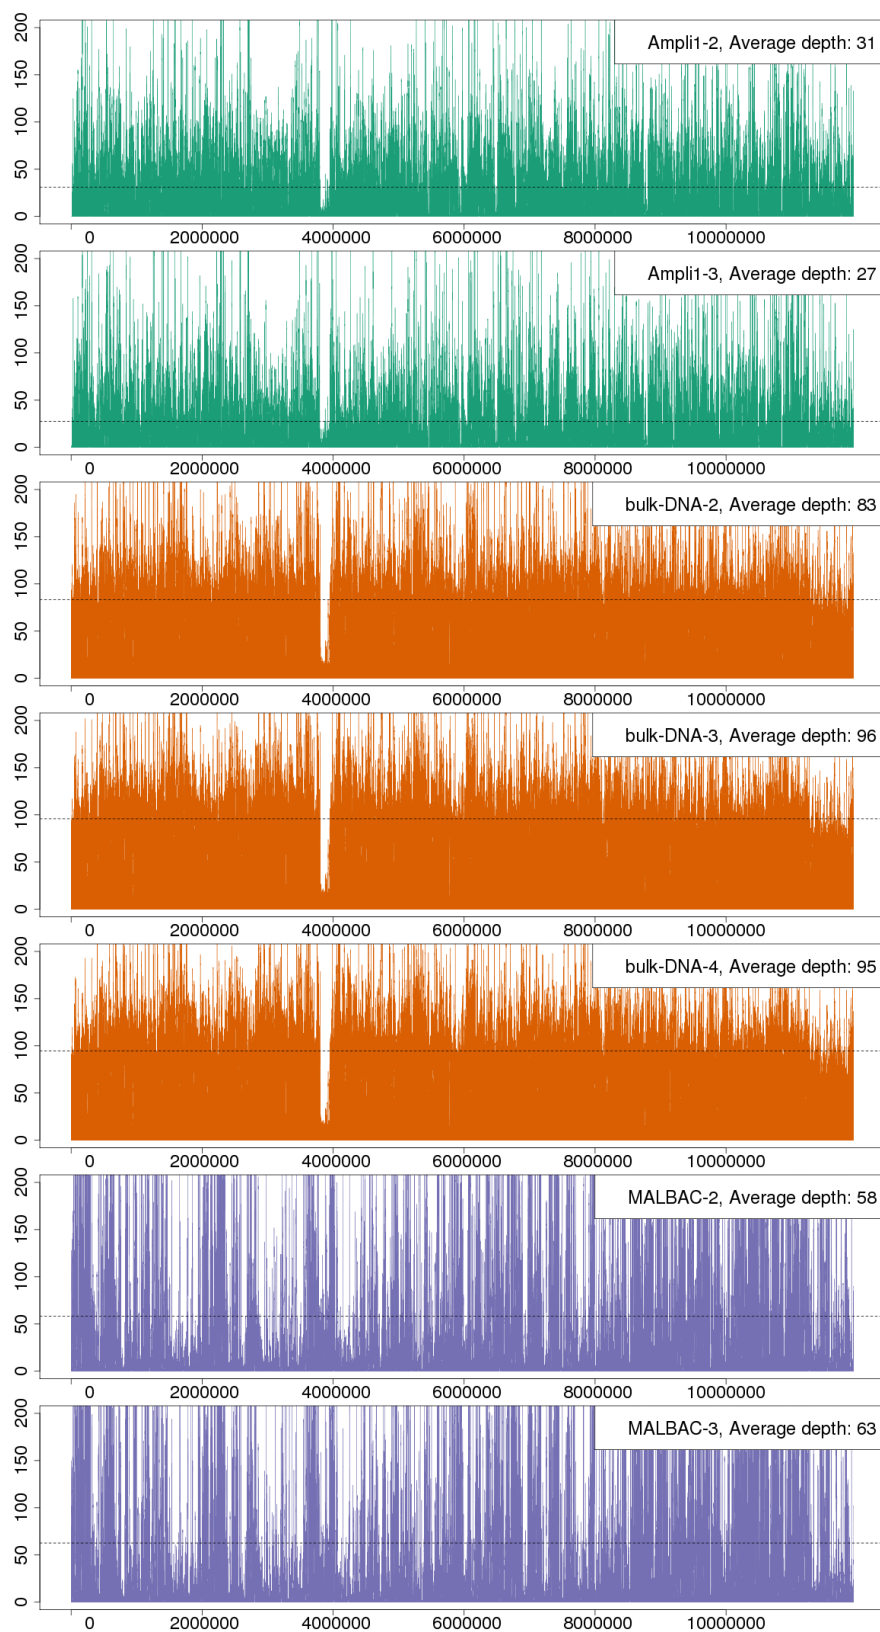 Ampli1-2, Average depth: 31
200
150
100
50
0
0 2000000 4000000 6000000 8000000 10000000
Ampli1-3, Average depth: 27
200
150
100
50
0
0 2000000 4000000 6000000 8000000 10000000
bulk-DNA-2, Average depth: 83
200
150
100
50
0
0 2000000 4000000 6000000 8000000 10000000
bulk-DNA-3, Average depth: 96
200
150
100
50
0
0 2000000 4000000 6000000 8000000 10000000
bulk-DNA-4, Average depth: 95
200
150
100
50
0
0 2000000 4000000 6000000 8000000 10000000
MALBAC-2, Average depth: 58
200
150
100
50
0
0 2000000 4000000 6000000 8000000 10000000
MALBAC-3, Average depth: 63
200
150
100
50
0
0 2000000 4000000 6000000 8000000 10000000